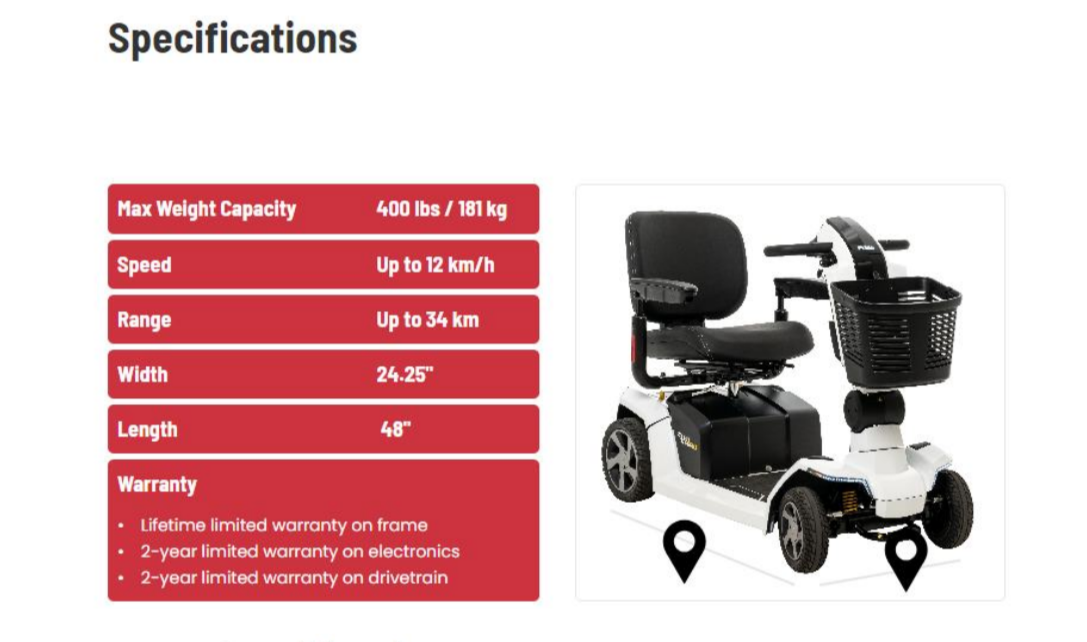 Specifications
Max Weight Capacity 400 lbs / 181 kg
Speed Up to 12 km/h
Range Up to 34 km
Width 24.25"
Length 48"
Warranty
• Lifetime limited warranty on frame
• 2-year limited warranty on electronics
• 2-year limited warranty on drivetrain